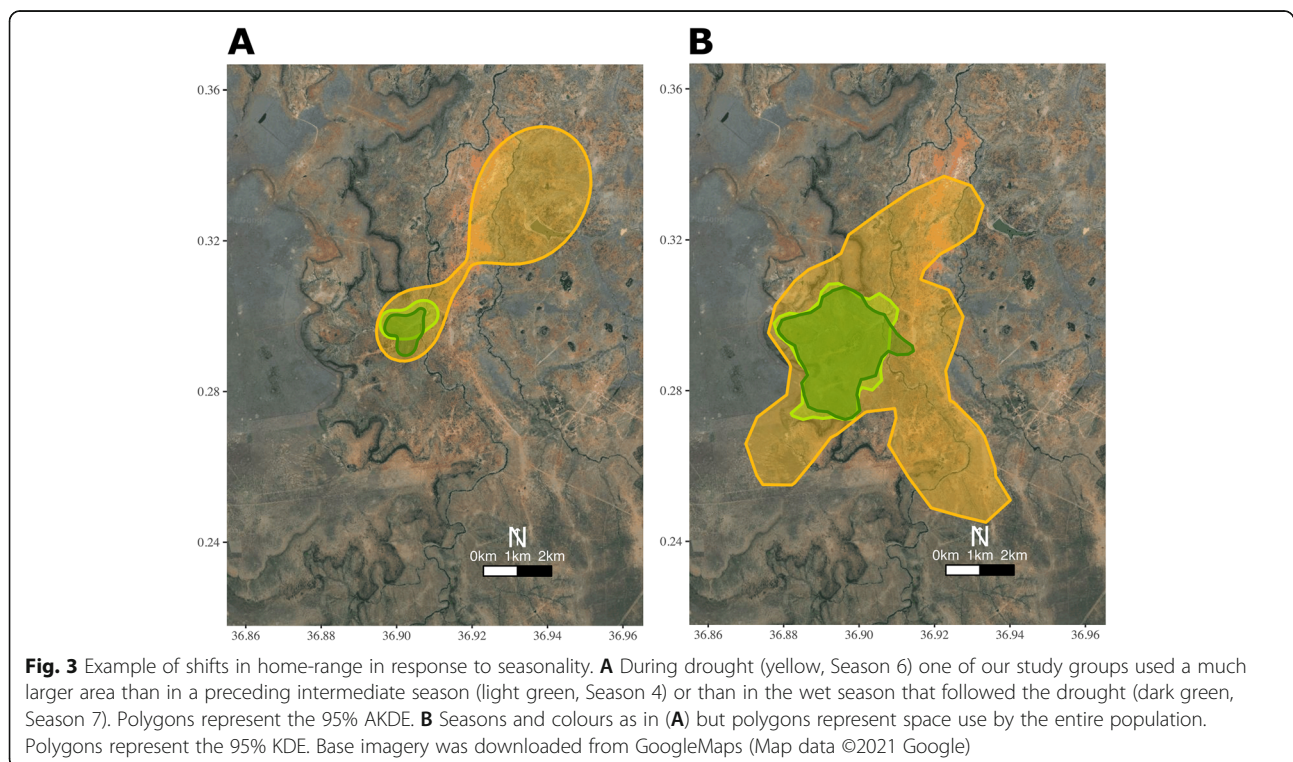 A
B
0.36
0.32
0.28
0.24
N
0km 1km 2km
36.86 36.88 36.90 36.92 36.94 36.96
0.36
0.32
0.28
0.24
N
0km 1km 2km
36.86 36.88 36.90 36.92 36.94 36.96
Fig. 3 Example of shifts in home-range in response to seasonality. A During drought (yellow, Season 6) one of our study groups used a much
larger area than in a preceding intermediate season (light green, Season 4) or than in the wet season that followed the drought (dark green,
Season 7). Polygons represent the 95% AKDE. B Seasons and colours as in (A) but polygons represent space use by the entire population.
Polygons represent the 95% KDE. Base imagery was downloaded from GoogleMaps (Map data ©2021 Google)